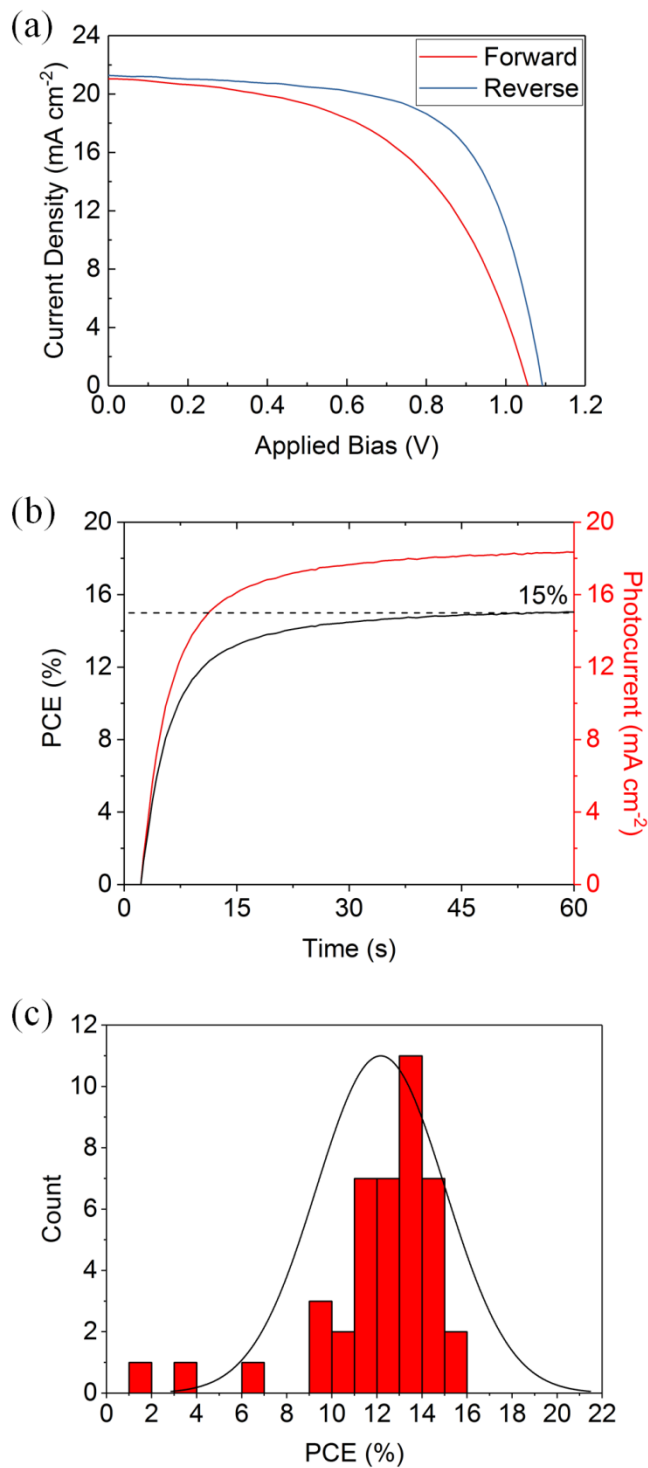 (a)
24
20
16
12
8
4
0
Current Density (mA cm⁻²)
Forward
Reverse
0.0 0.2 0.4 0.6 0.8 1.0 1.2
Applied Bias (V)
(b)
20
16
12
8
4
0
PCE (%)
15%
20
16
12
8
4
0
Photocurrent (mA cm⁻²)
0 15 30 45 60
Time (s)
(c)
12
10
8
6
4
2
0
Count
0 2 4 6 8 10 12 14 16 18 20 22
PCE (%)